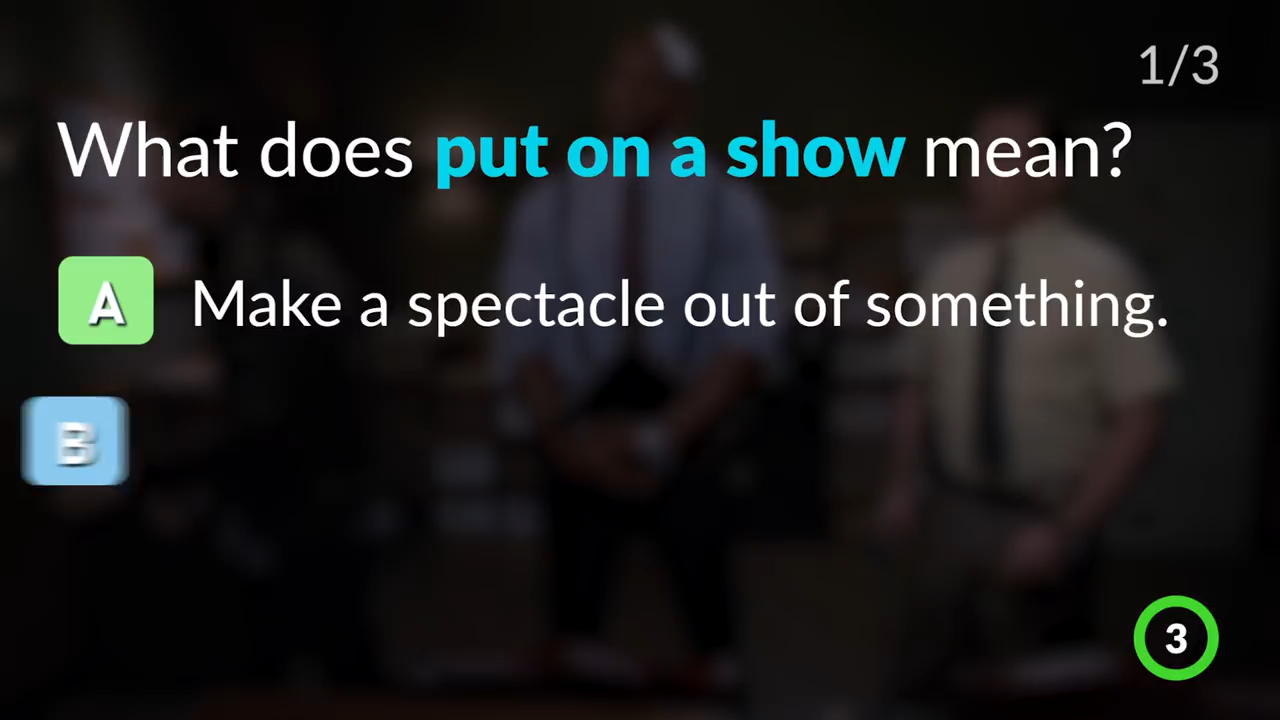 1/3
What does put on a show mean?
A Make a spectacle out of something.
B
3